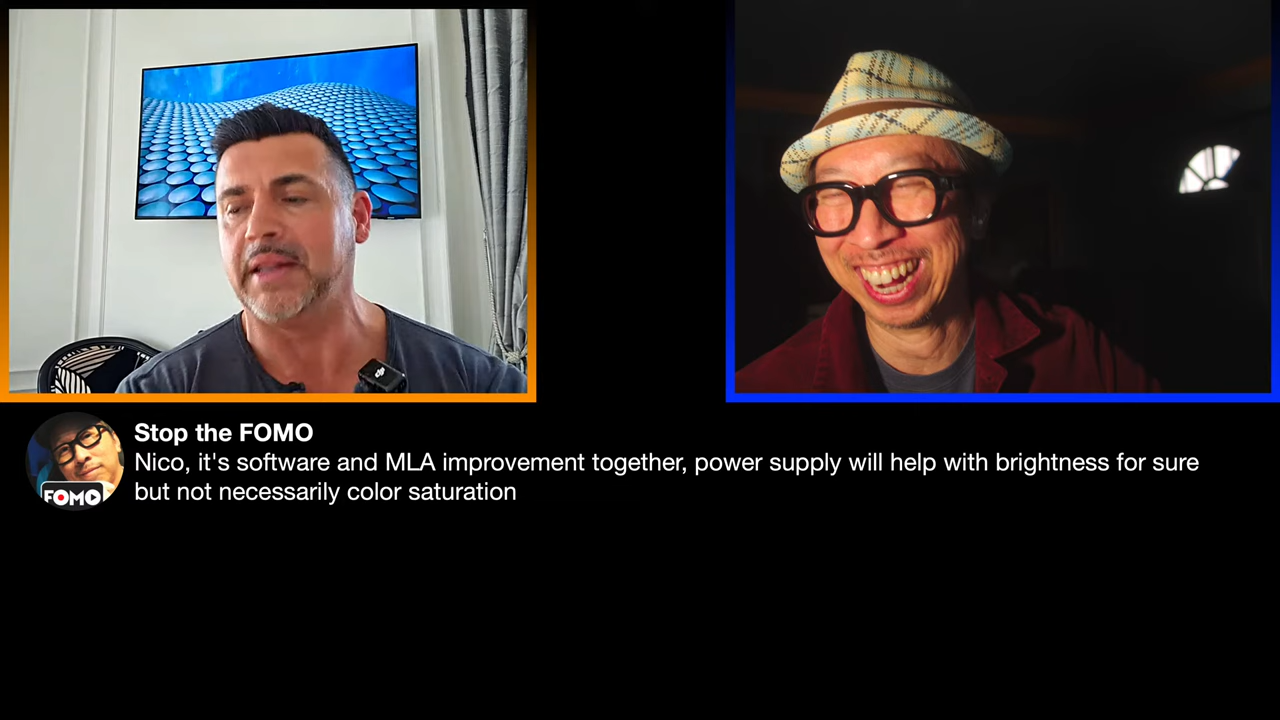 Stop the FOMO
Nico, it's software and MLA improvement together, power supply will help with brightness for sure
but not necessarily color saturation
FOMO
dji